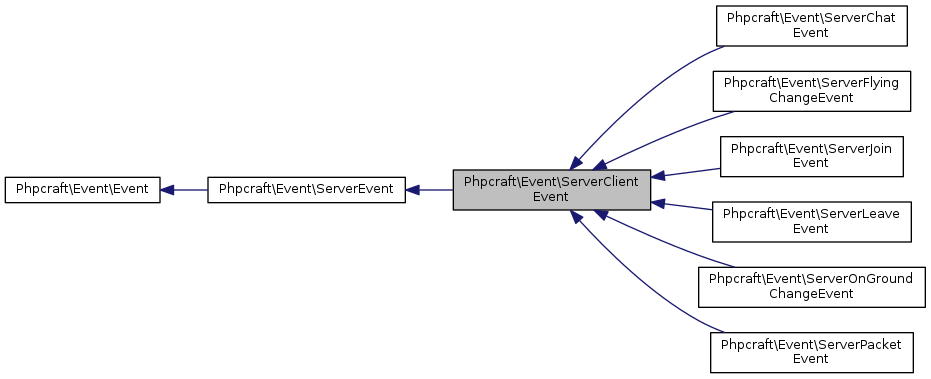 Phpcraft\Event\Event
Phpcraft\Event\ServerEvent
Phpcraft\Event\ServerClient
Event
Phpcraft\Event\ServerChat
Event
Phpcraft\Event\ServerFlying
ChangeEvent
Phpcraft\Event\ServerJoin
Event
Phpcraft\Event\ServerLeave
Event
Phpcraft\Event\ServerOnGround
ChangeEvent
Phpcraft\Event\ServerPacket
Event